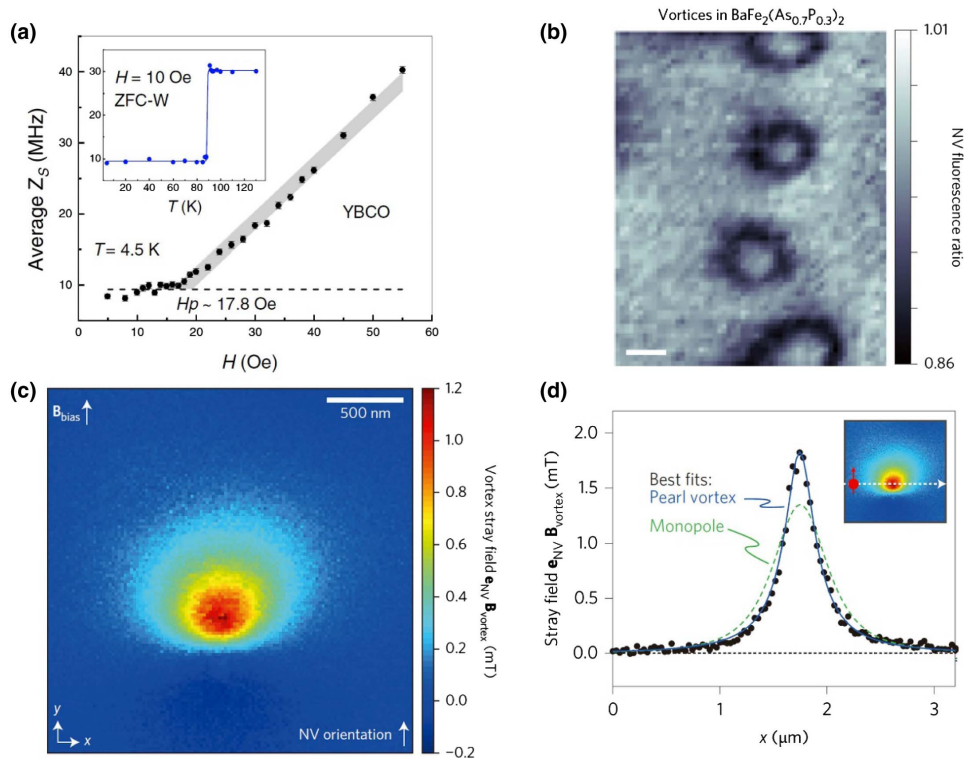 (a)
Average Z_S (MHz)
40
30
20
10
0
10
20
30
40
50
60
H (Oe)
H = 10 Oe
ZFC-W
30
20
10
20
40
60
80
100
120
T (K)
YBCO
T = 4.5 K
Hp ~ 17.8 Oe
(b)
Vortices in BaFe₂(As₀.₇P₀.₃)₂
1.01
NV fluorescence ratio
0.86
(c)
B_bias
500 nm
y
x
NV orientation
1.2
1.0
0.8
0.6
0.4
0.2
0.0
−0.2
Vortex stray field e_NV B_vortex (mT)
(d)
Stray field e_NV B_vortex (mT)
2.0
1.5
1.0
0.5
0.0
Best fits:
Pearl vortex
Monopole
0
1
2
3
x (μm)